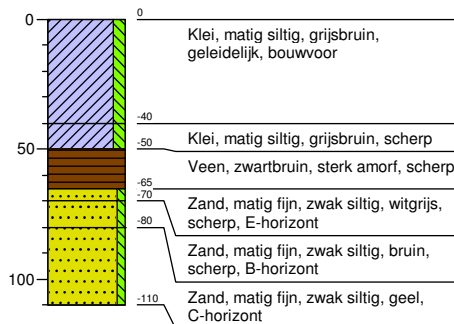 0
0
Klei, matig siltig, grijsbruin,
geleidelijk, bouwvoor
-40
Klei, matig siltig, grijsbruin, scherp
50
-50
Veen, zwartbruin, sterk amorf, scherp
-65
Zand, matig fijn, zwak siltig, witgrijs,
scherp, E-horizont
-70
Zand, matig fijn, zwak siltig, bruin,
scherp, B-horizont
-80
Zand, matig fijn, zwak siltig, geel,
C-horizont
100
-110